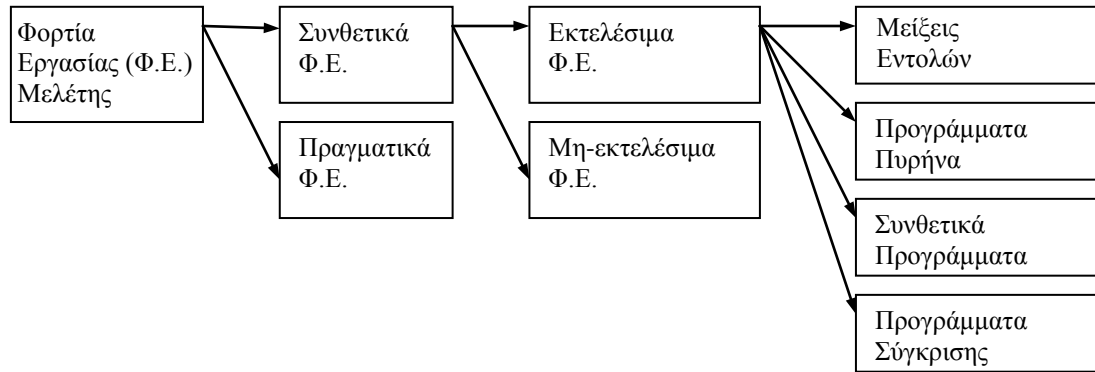 Φορτία
Εργασίας (Φ.Ε.)
Μελέτης
Συνθετικά
Φ.Ε.
Πραγματικά
Φ.Ε.
Εκτελέσιμα
Φ.Ε.
Μη-εκτελέσιμα
Φ.Ε.
Μείξεις
Εντολών
Προγράμματα
Πυρήνα
Συνθετικά
Προγράμματα
Προγράμματα
Σύγκρισης